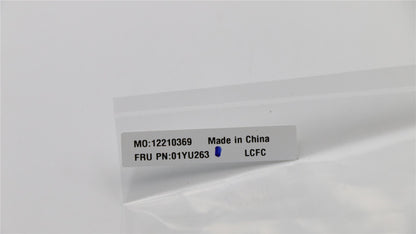 MO:12210369 Made in China
FRU PN:01YU263 LCFC